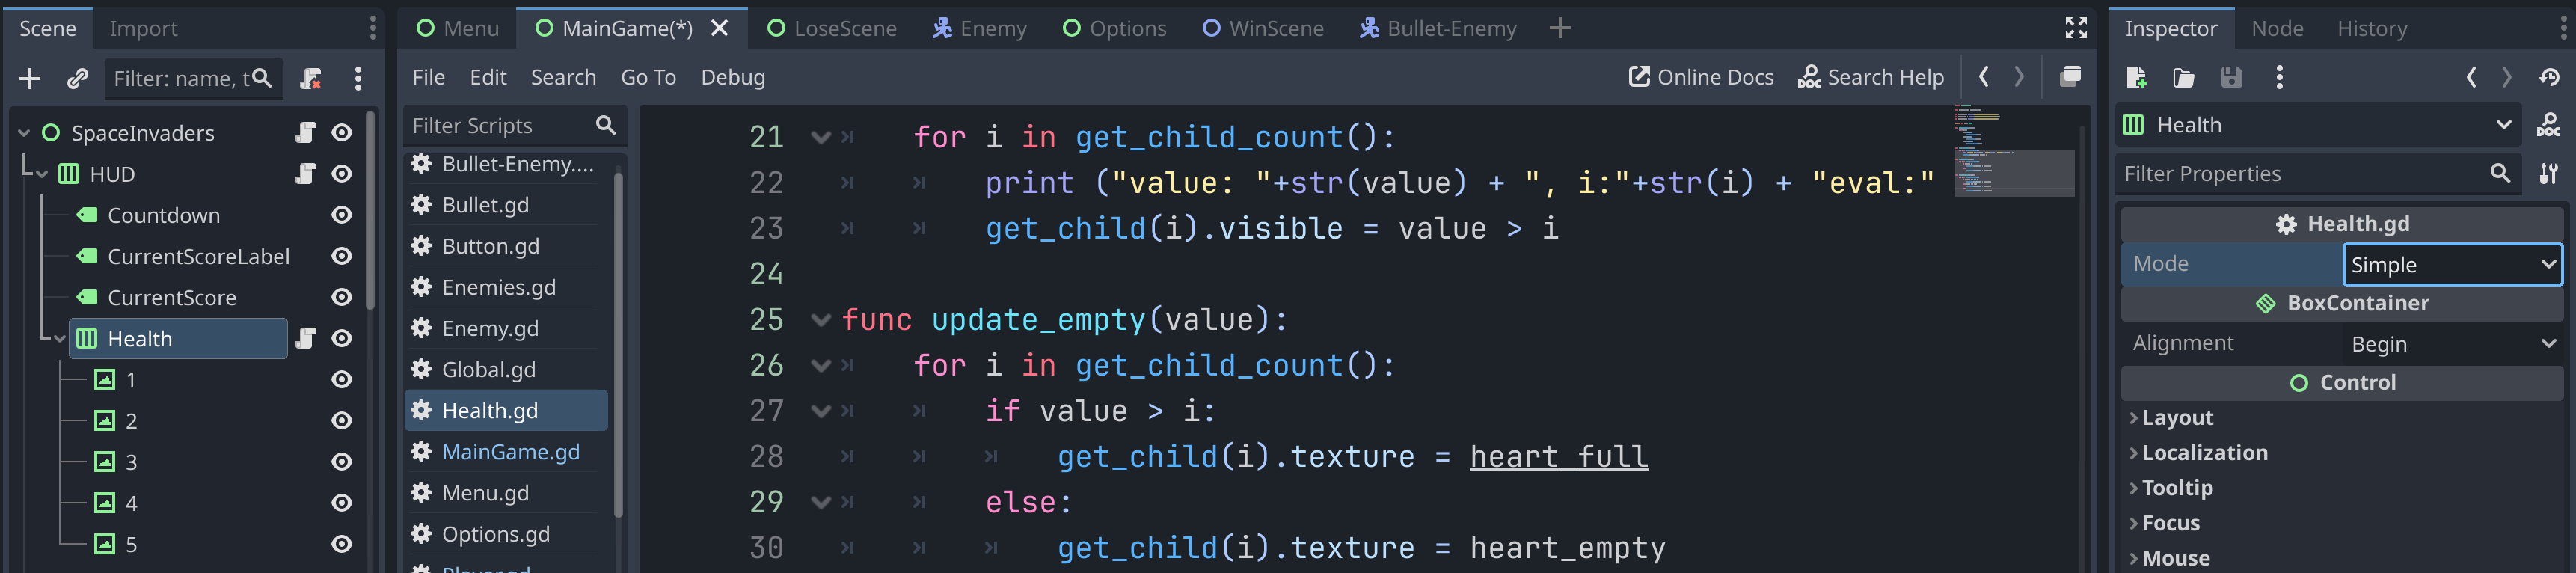 Scene Import
Menu MainGame(*) LoseScene Enemy Options WinScene Bullet-Enemy
Inspector Node History
Filter: name, t
File Edit Search Go To Debug Online Docs Search Help
SpaceInvaders
HUD
Countdown
CurrentScoreLabel
CurrentScore
Health
1
2
3
4
5
Filter Scripts
Bullet-Enemy....
Bullet.gd
Button.gd
Enemies.gd
Enemy.gd
Global.gd
Health.gd
MainGame.gd
Menu.gd
Options.gd
Player.gd
21 for i in get_child_count():
22 print ("value: "+str(value) + ", i:"+str(i) + "eval:"
23 get_child(i).visible = value > i
24
25 func update_empty(value):
26 for i in get_child_count():
27 if value > i:
28 get_child(i).texture = heart_full
29 else:
30 get_child(i).texture = heart_empty
Health
Filter Properties
Health.gd
Mode Simple
BoxContainer
Alignment Begin
Control
Layout
Localization
Tooltip
Focus
Mouse